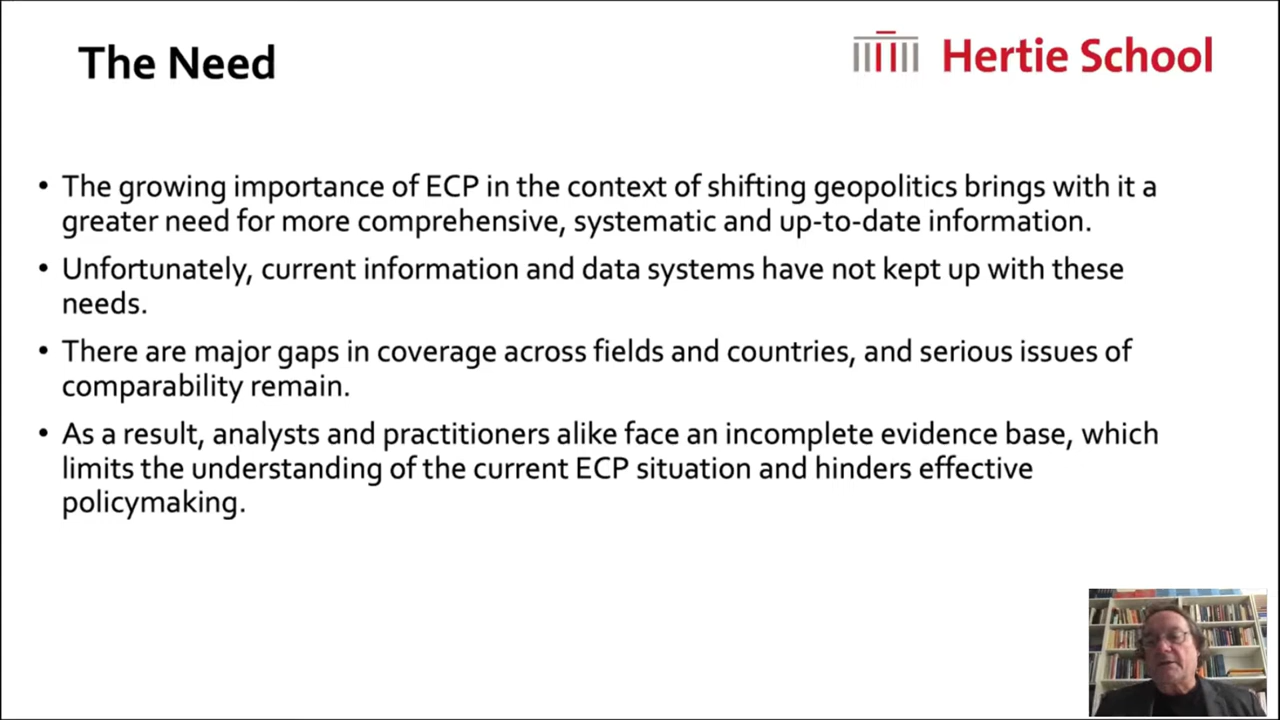 The Need
Hertie School
• The growing importance of ECP in the context of shifting geopolitics brings with it a
greater need for more comprehensive, systematic and up-to-date information.
• Unfortunately, current information and data systems have not kept up with these
needs.
• There are major gaps in coverage across fields and countries, and serious issues of
comparability remain.
• As a result, analysts and practitioners alike face an incomplete evidence base, which
limits the understanding of the current ECP situation and hinders effective
policymaking.